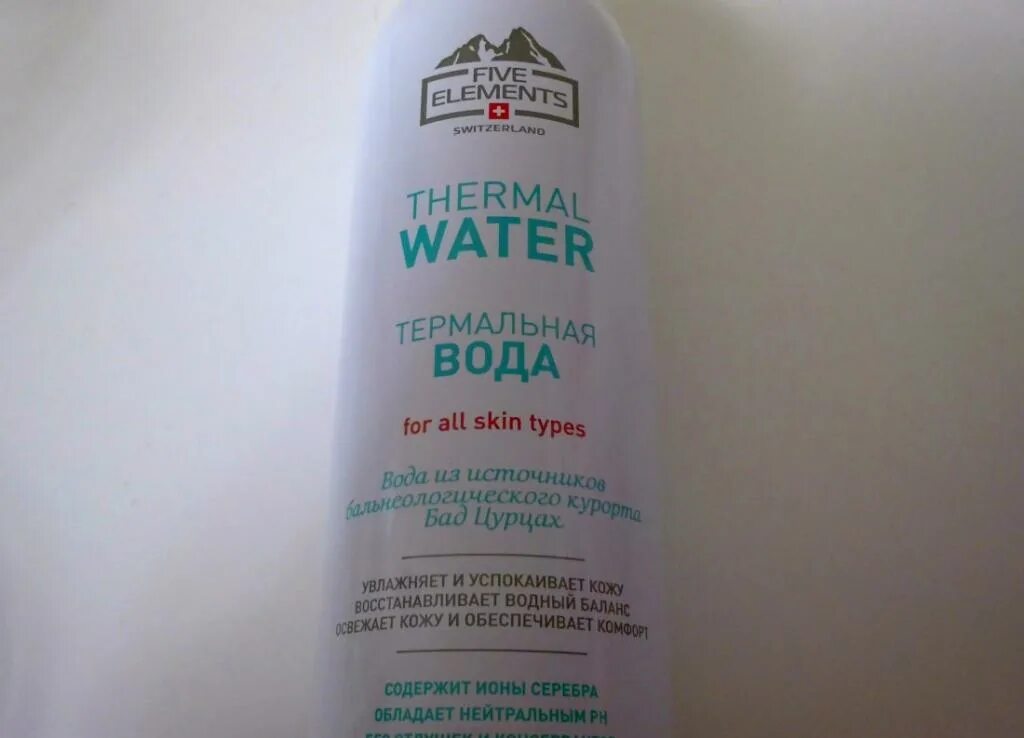 FIVE
ELEMENTS
SWITZERLAND
THERMAL
WATER
ТЕРМАЛЬНАЯ
ВОДА
for all skin types
Вода из источников
бальнеологического курорта
Бад Цурцах
УВЛАЖНЯЕТ И УСПОКАИВАЕТ КОЖУ
ВОССТАНАВЛИВАЕТ ВОДНЫЙ БАЛАНС
ОСВЕЖАЕТ КОЖУ И ОБЕСПЕЧИВАЕТ КОМФОРТ
СОДЕРЖИТ ИОНЫ СЕРЕБРА
ОБЛАДАЕТ НЕЙТРАЛЬНЫМ PH